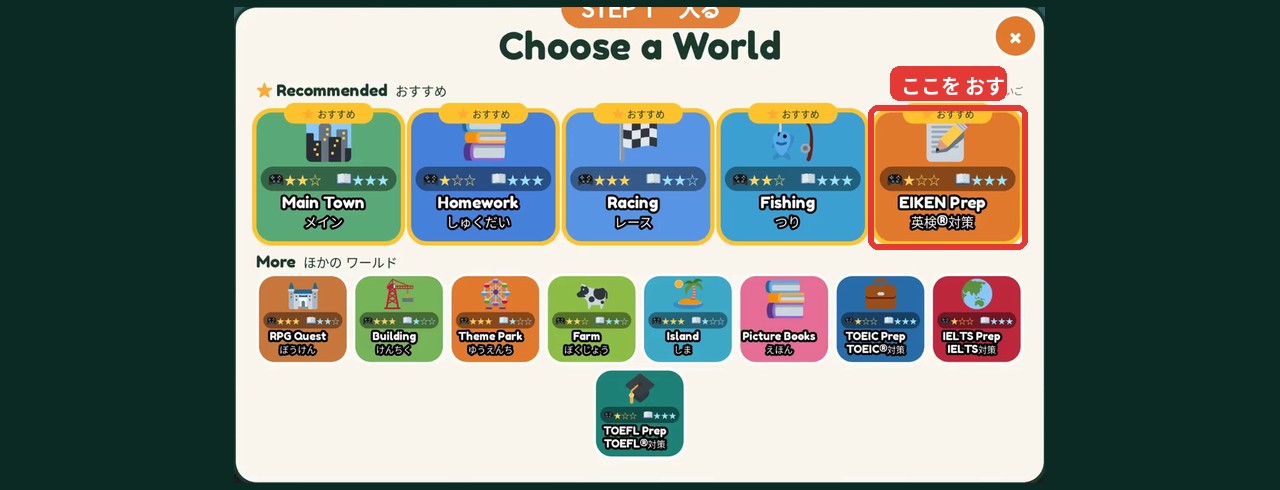 STEP 1 入る
Choose a World
Recommended おすすめ
ここを おす
おすすめ
おすすめ
おすすめ
おすすめ
おすすめ
Main Town
メイン
Homework
しゅくだい
Racing
レース
Fishing
つり
EIKEN Prep
英検®対策
More ほかの ワールド
RPG Quest
ぼうけん
Building
けんちく
Theme Park
ゆうえんち
Farm
ぼくじょう
Island
しま
Picture Books
えほん
TOEIC Prep
TOEIC®対策
IELTS Prep
IELTS対策
TOEFL Prep
TOEFL®対策